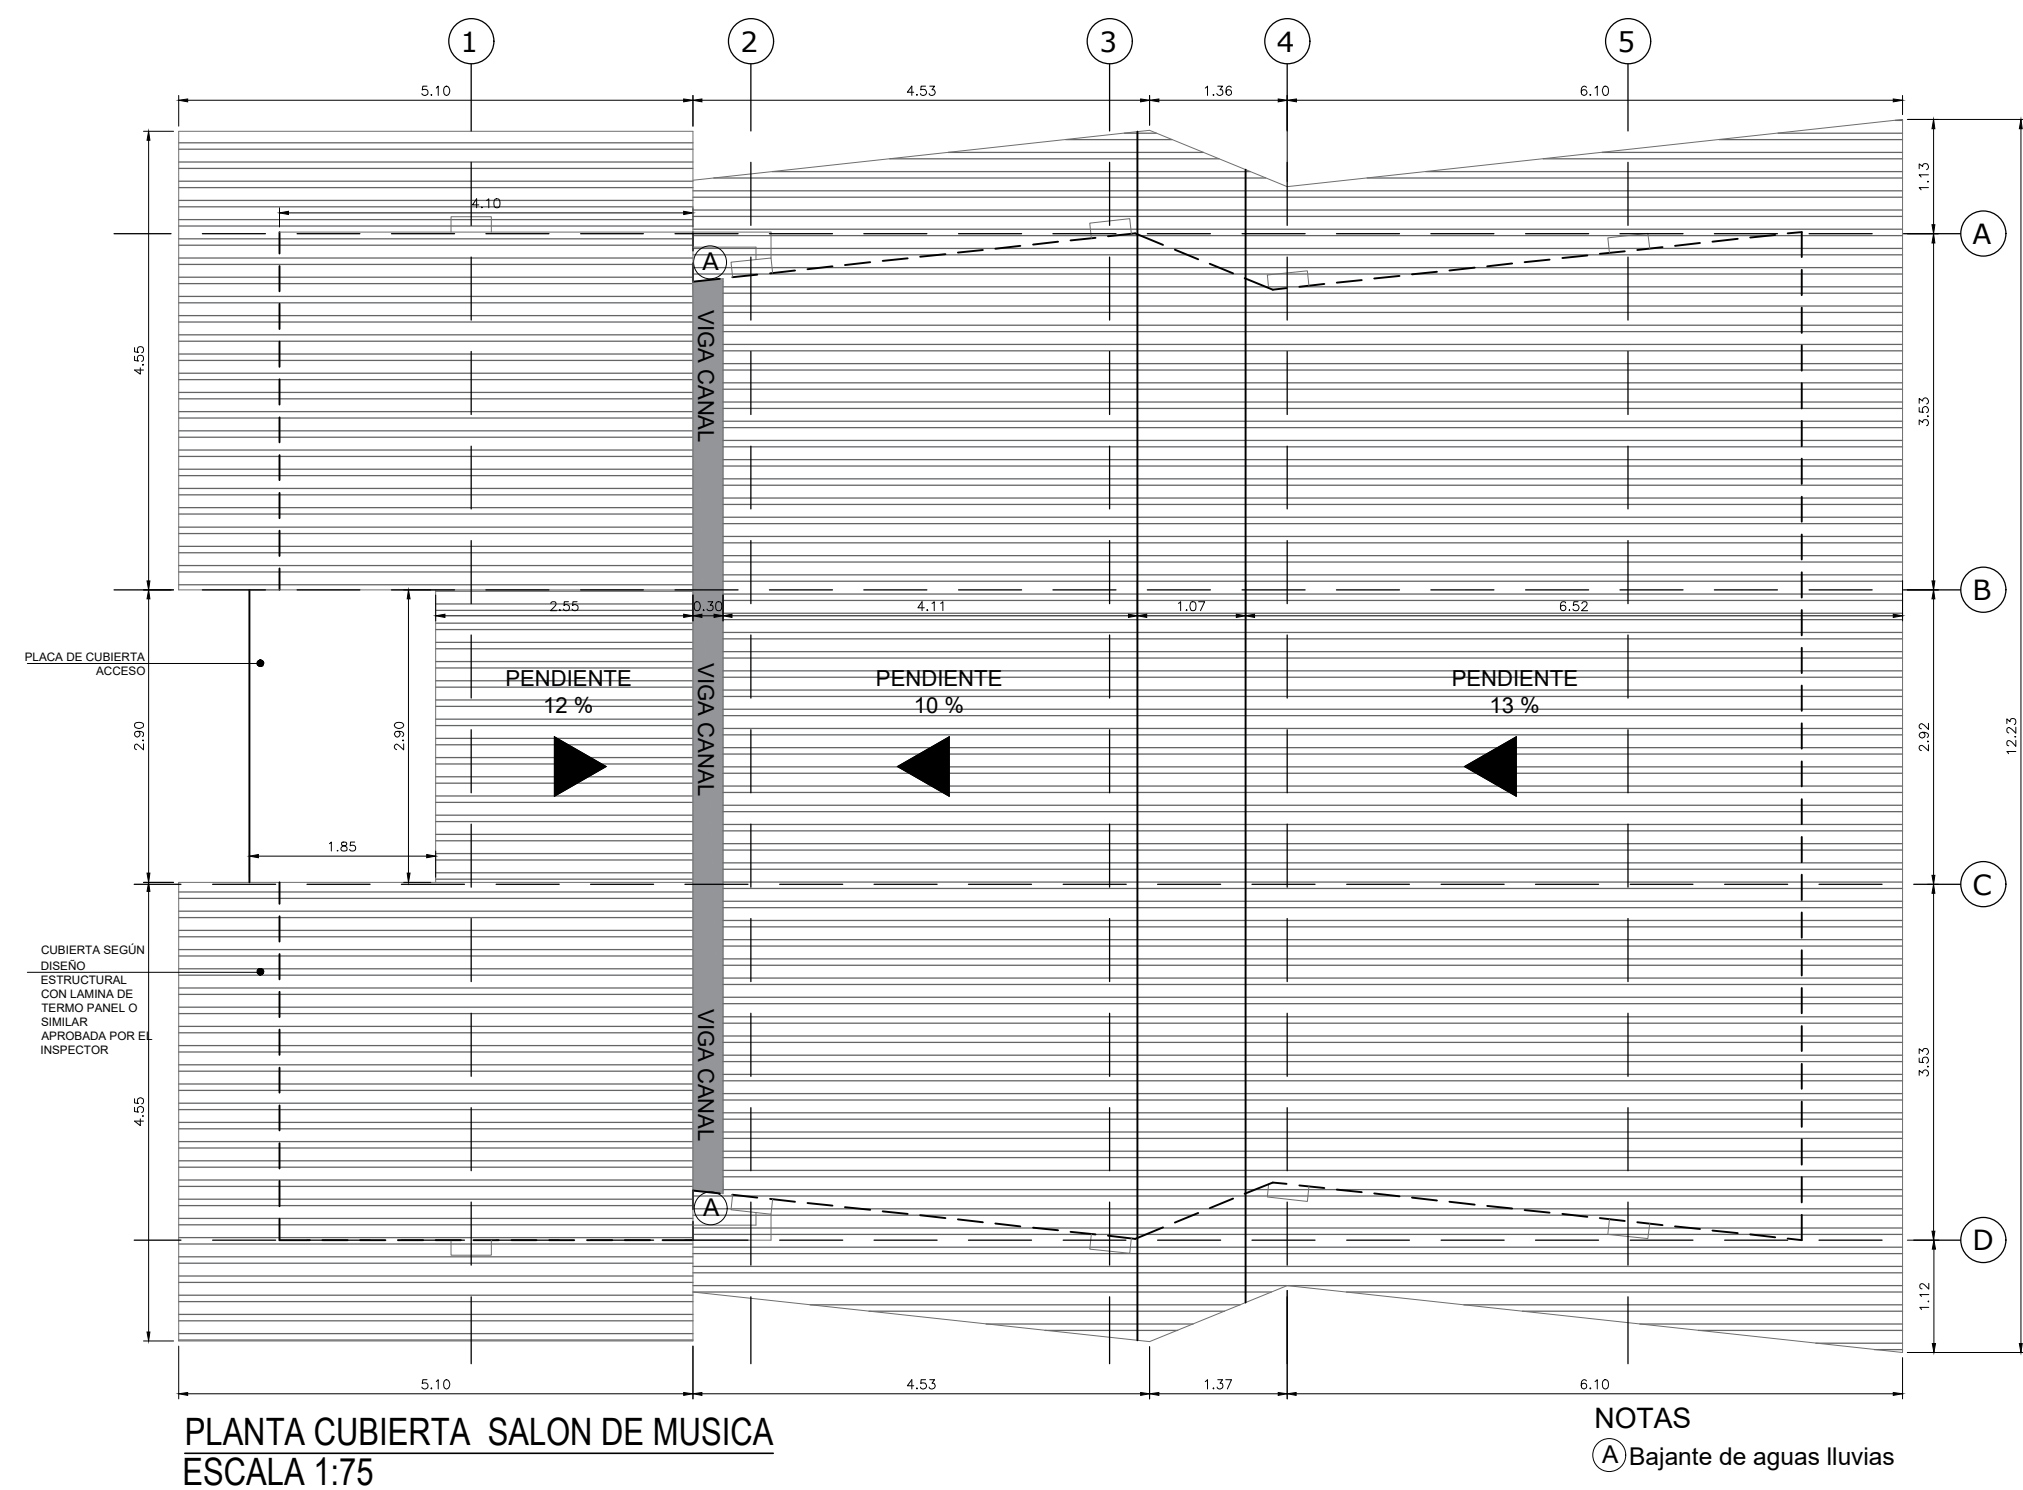 1 2 3 4 5
5.10 4.53 1.36 6.10
1.13
4.10
A
A
4.55
VIGA CANAL
3.53
B
2.55 0.30 4.11 1.07 6.52
PLACA DE CUBIERTA
ACCESO
PENDIENTE
12 %
VIGA CANAL
PENDIENTE
10 %
PENDIENTE
13 %
2.90
2.90
2.92
12.23
1.85
C
CUBIERTA SEGÚN
DISEÑO
ESTRUCTURAL
CON LAMINA DE
TERMO PANEL O
SIMILAR
APROBADA POR EL
INSPECTOR
VIGA CANAL
4.55
3.53
A
D
1.12
5.10 4.53 1.37 6.10
PLANTA CUBIERTA SALON DE MUSICA
ESCALA 1:75
NOTAS
A Bajante de aguas lluvias